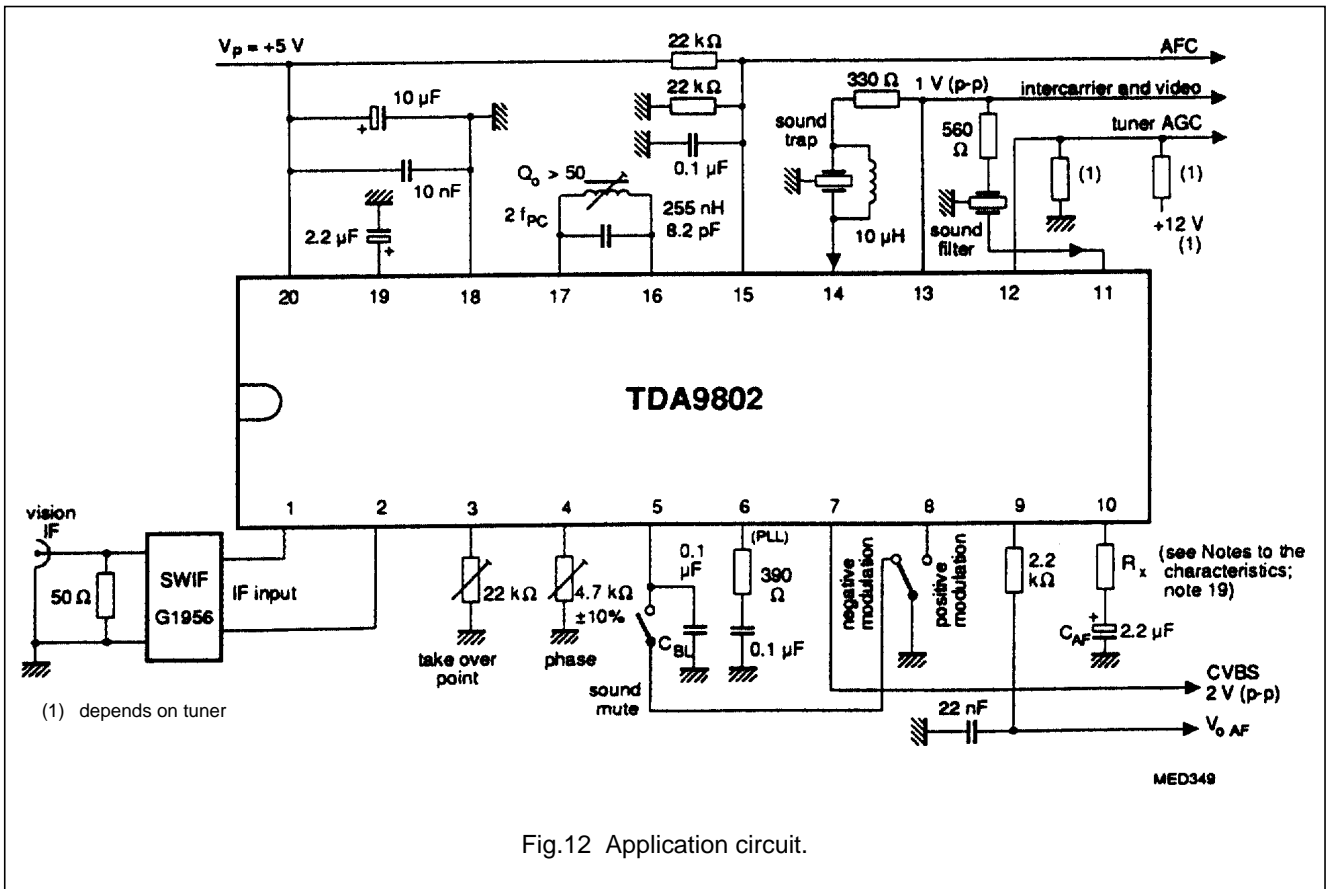 V_P = +5 V
22 kΩ
AFC
22 kΩ
0.1 μF
330 Ω
1 V (p-p)
intercarrier and video
tuner AGC
10 μF
+
10 nF
2.2 μF
+
Q_o > 50
2 f_PC
255 nH
8.2 pF
sound
trap
10 μH
560
Ω
sound
filter
(1)
(1)
+12 V
(1)
20
19
18
17
16
15
14
13
12
11
TDA9802
1
2
3
4
5
6
7
8
9
10
vision
IF
50 Ω
SWIF
G1956
IF input
22 kΩ
take over
point
4.7 kΩ
±10%
phase
0.1
μF
C_BL
sound
mute
(PLL)
390
Ω
0.1 μF
negative
modulation
positive
modulation
2.2
kΩ
R_x
(see Notes to the
characteristics;
note 19)
+
C_AF
2.2 μF
CVBS
2 V (p-p)
22 nF
V_o AF
(1) depends on tuner
MED349
Fig.12 Application circuit.